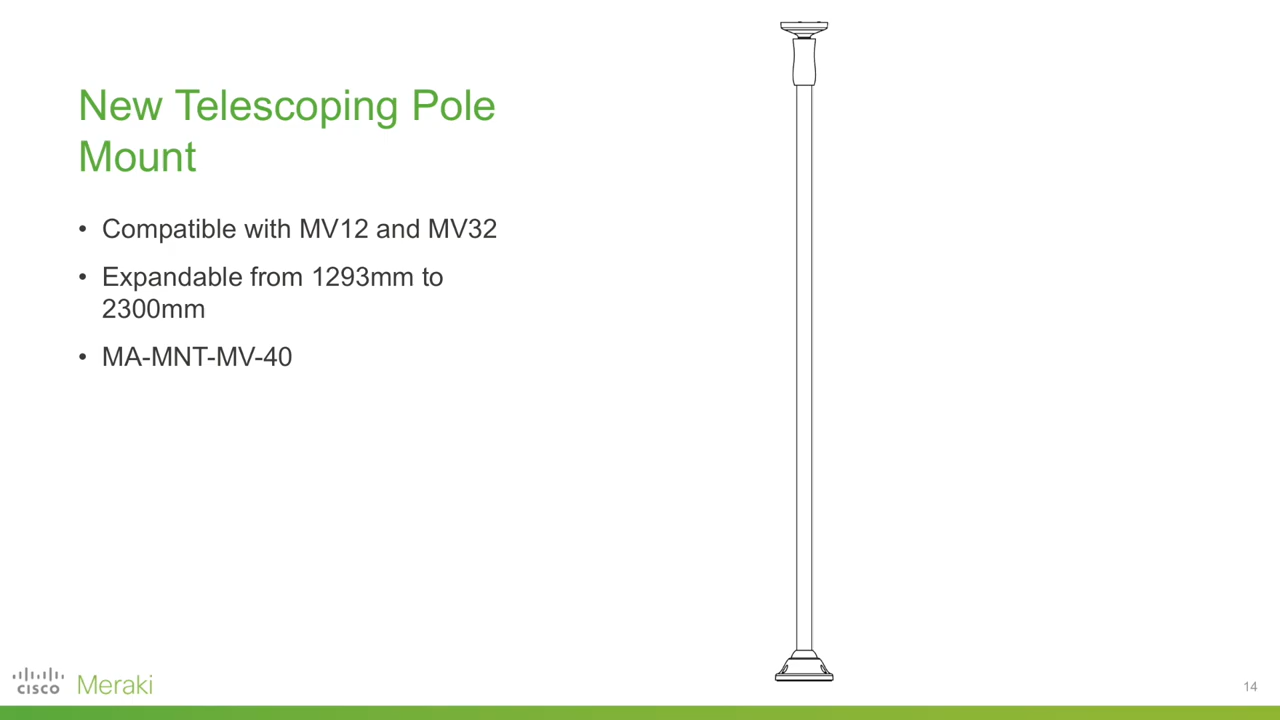 New Telescoping Pole
Mount
• Compatible with MV12 and MV32
• Expandable from 1293mm to
2300mm
• MA-MNT-MV-40
CISCO Meraki
14